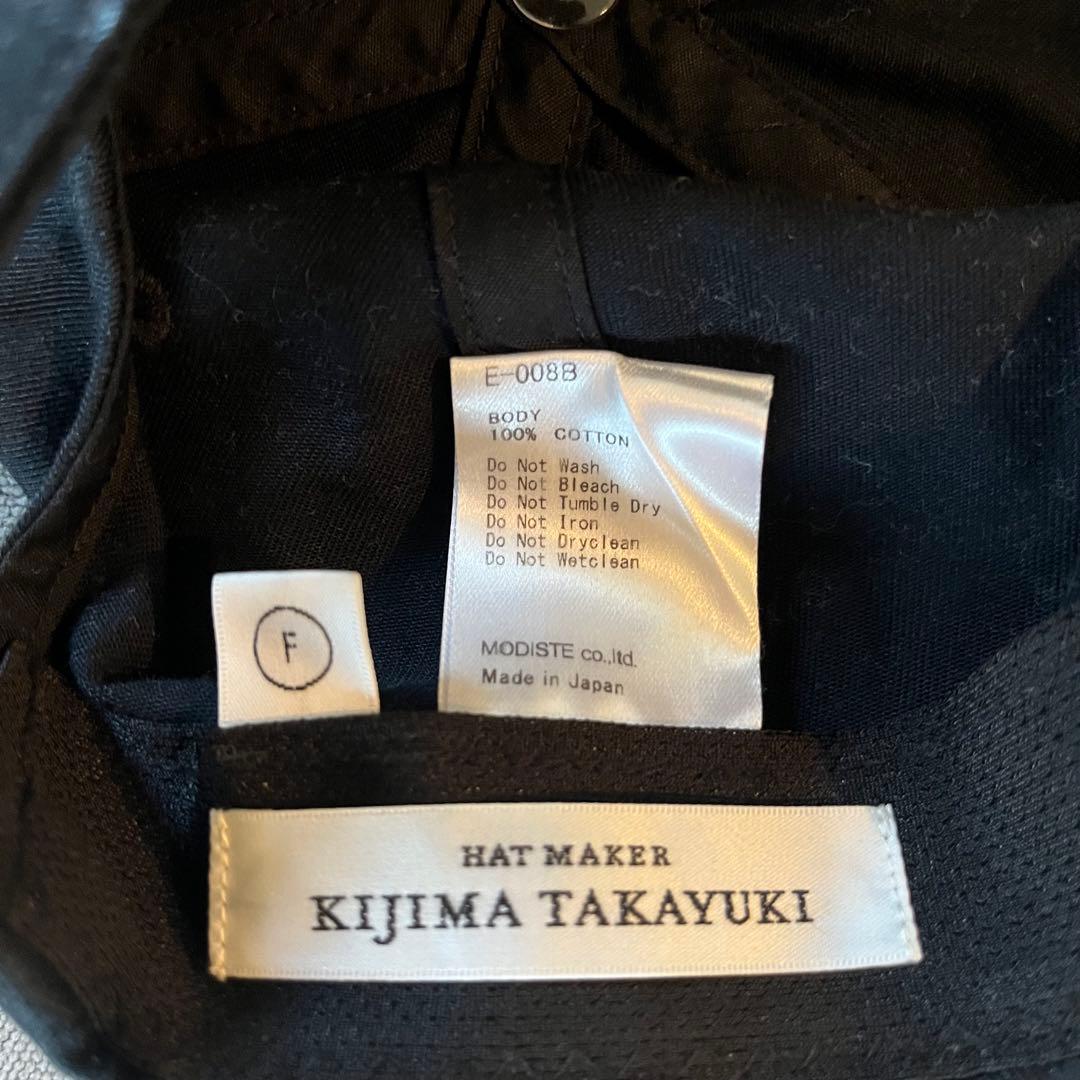 E-008B
BODY
100% COTTON
Do Not Wash
Do Not Bleach
Do Not Tumble Dry
Do Not Iron
Do Not Dryclean
Do Not Wetclean
MODISTE co.,ltd.
Made in Japan
F
HAT MAKER
KIJIMA TAKAYUKI